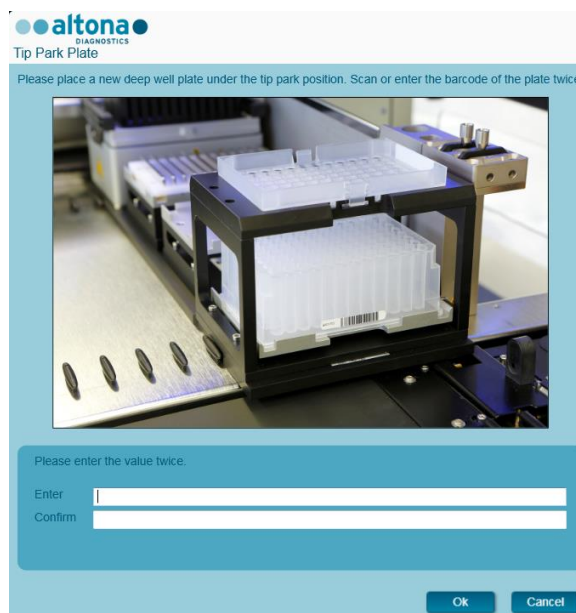 altona
DIAGNOSTICS
Tip Park Plate
Please place a new deep well plate under the tip park position. Scan or enter the barcode of the plate twice
Please enter the value twice.
Enter
Confirm
Ok
Cancel